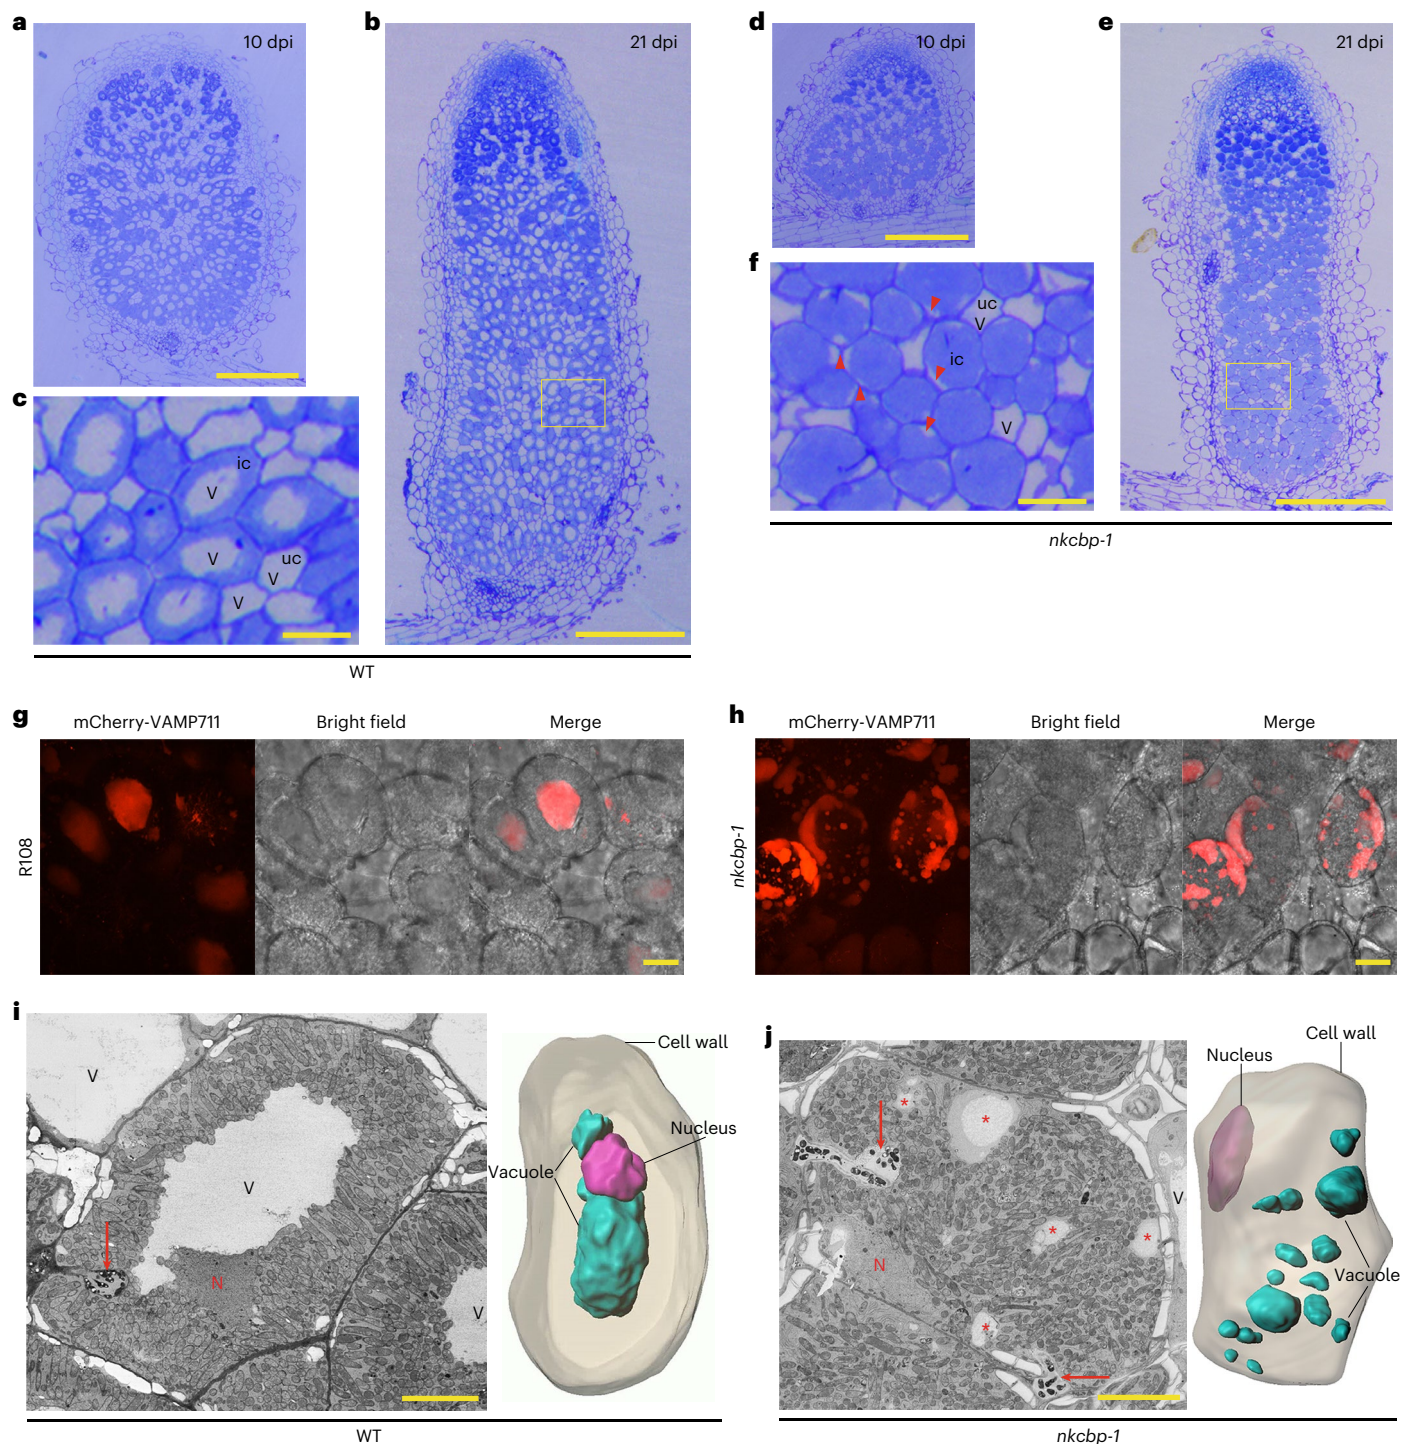 a
10 dpi
b
21 dpi
c
ic
V
V
uc
V
V
WT
d
10 dpi
e
21 dpi
f
uc
V
ic
V
nkcbp-1
g
mCherry-VAMP711
Bright field
Merge
R108
h
mCherry-VAMP711
Bright field
Merge
nkcbp-1
i
V
V
N
V
Cell wall
Nucleus
Vacuole
WT
j
*
*
*
*
*
N
V
Cell wall
Nucleus
Vacuole
nkcbp-1